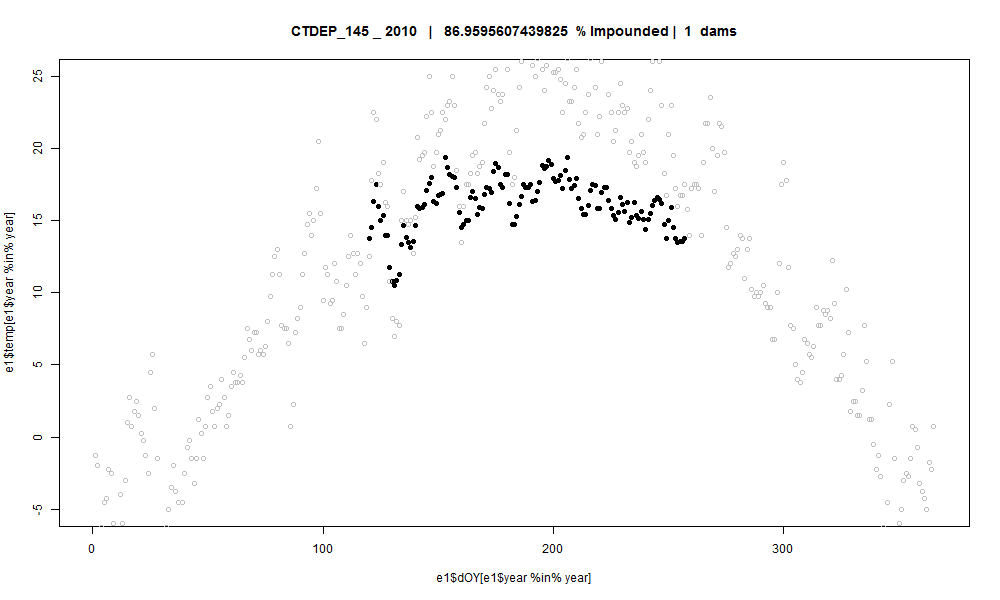 CTDEP_145 _ 2010 | 86.9595607439825 % Impounded | 1 dams
e1$temp[e1$year %in% year]
25
20
15
10
5
0
-5
0 100 200 300
e1$dOY[e1$year %in% year]